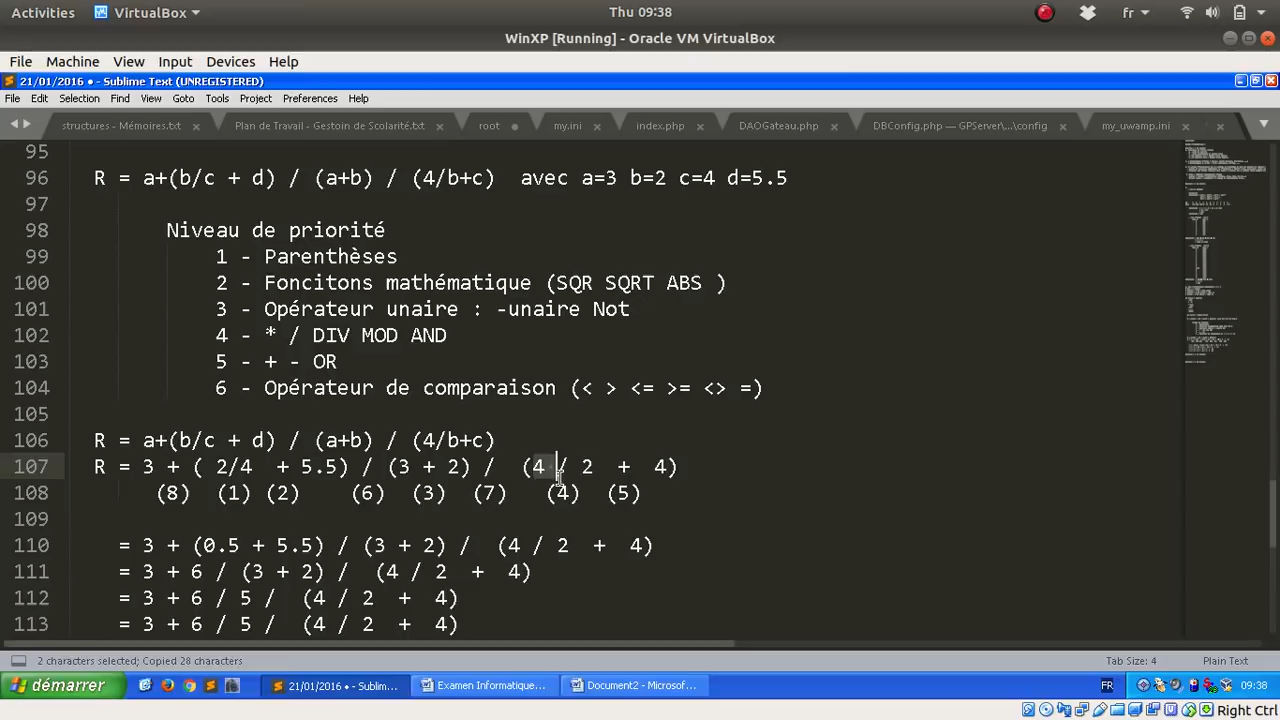 Activities VirtualBox Thu 09:38 fr
WinXP [Running] - Oracle VM VirtualBox
File Machine View Input Devices Help
21/01/2016 • - Sublime Text (UNREGISTERED)
File Edit Selection Find View Goto Tools Project Preferences Help
structures - Mémoires.txt × Plan de Travail - Gestoin de Scolarité.txt × root • my.ini × index.php × DAOGateau.php × DBConfig.php — GPServer\...\config × my_uwamp.ini × ×
95
96 R = a+(b/c + d) / (a+b) / (4/b+c) avec a=3 b=2 c=4 d=5.5
97
98 Niveau de priorité
99 1 - Parenthèses
100 2 - Foncitons mathématique (SQR SQRT ABS )
101 3 - Opérateur unaire : -unaire Not
102 4 - * / DIV MOD AND
103 5 - + - OR
104 6 - Opérateur de comparaison (< > <= >= <> =)
105
106 R = a+(b/c + d) / (a+b) / (4/b+c)
107 R = 3 + ( 2/4 + 5.5) / (3 + 2) / (4 / 2 + 4)
108 (8) (1) (2) (6) (3) (7) (4) (5)
109
110 = 3 + (0.5 + 5.5) / (3 + 2) / (4 / 2 + 4)
111 = 3 + 6 / (3 + 2) / (4 / 2 + 4)
112 = 3 + 6 / 5 / (4 / 2 + 4)
113 = 3 + 6 / 5 / (4 / 2 + 4)
2 characters selected; Copied 28 characters Tab Size: 4 Plain Text
démarrer 21/01/2016 • - Sublim... Examen Informatique... Document2 - Microsof... FR 09:38
Right Ctrl